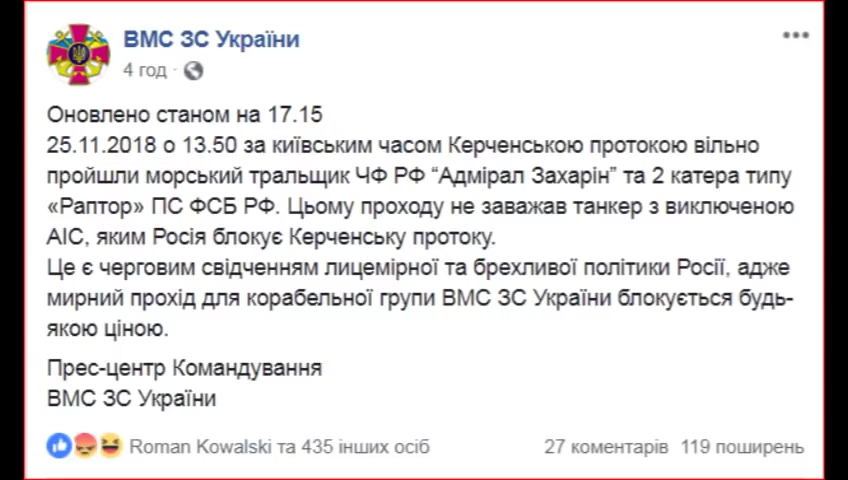 ВМС ЗС України
4 год ·
Оновлено станом на 17.15
25.11.2018 о 13.50 за київським часом Керченською протокою вільно
пройшли морський тральщик ЧФ РФ “Адмірал Захарін” та 2 катера типу
«Раптор» ПС ФСБ РФ. Цьому проходу не заважав танкер з виключеною
АІС, яким Росія блокує Керченську протоку.
Це є черговим свідченням лицемірної та брехливої політики Росії, адже
мирний прохід для корабельної групи ВМС ЗС України блокується будь-
якою ціною.
Прес-центр Командування
ВМС ЗС України
Roman Kowalski та 435 інших осіб 27 коментарів 119 поширень